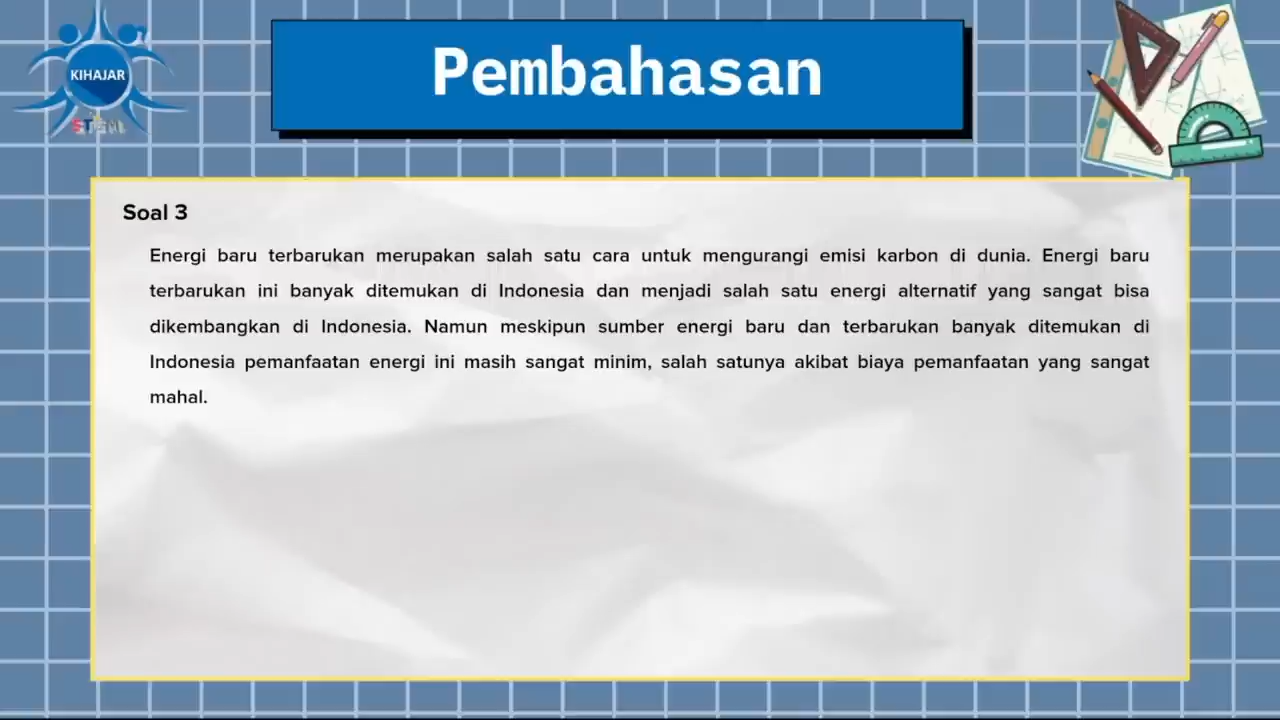 KIHAJAR
STEM
Pembahasan
Soal 3
Energi baru terbarukan merupakan salah satu cara untuk mengurangi emisi karbon di dunia. Energi baru
terbarukan ini banyak ditemukan di Indonesia dan menjadi salah satu energi alternatif yang sangat bisa
dikembangkan di Indonesia. Namun meskipun sumber energi baru dan terbarukan banyak ditemukan di
Indonesia pemanfaatan energi ini masih sangat minim, salah satunya akibat biaya pemanfaatan yang sangat
mahal.